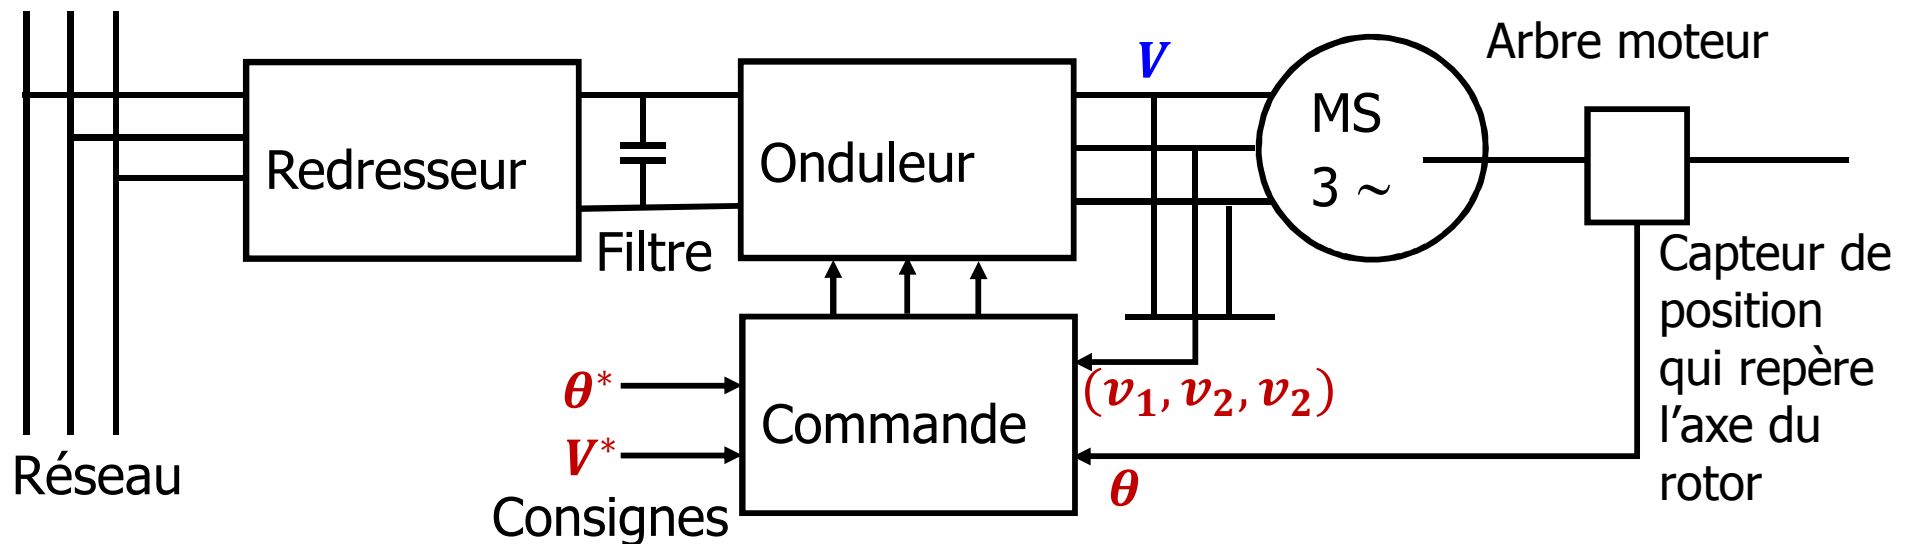 Arbre moteur
V
MS
3 ~
Redresseur
Onduleur
Filtre
Capteur de
position
qui repère
l'axe du
rotor
θ*
(v₁, v₂, v₂)
Commande
V*
θ
Réseau
Consignes